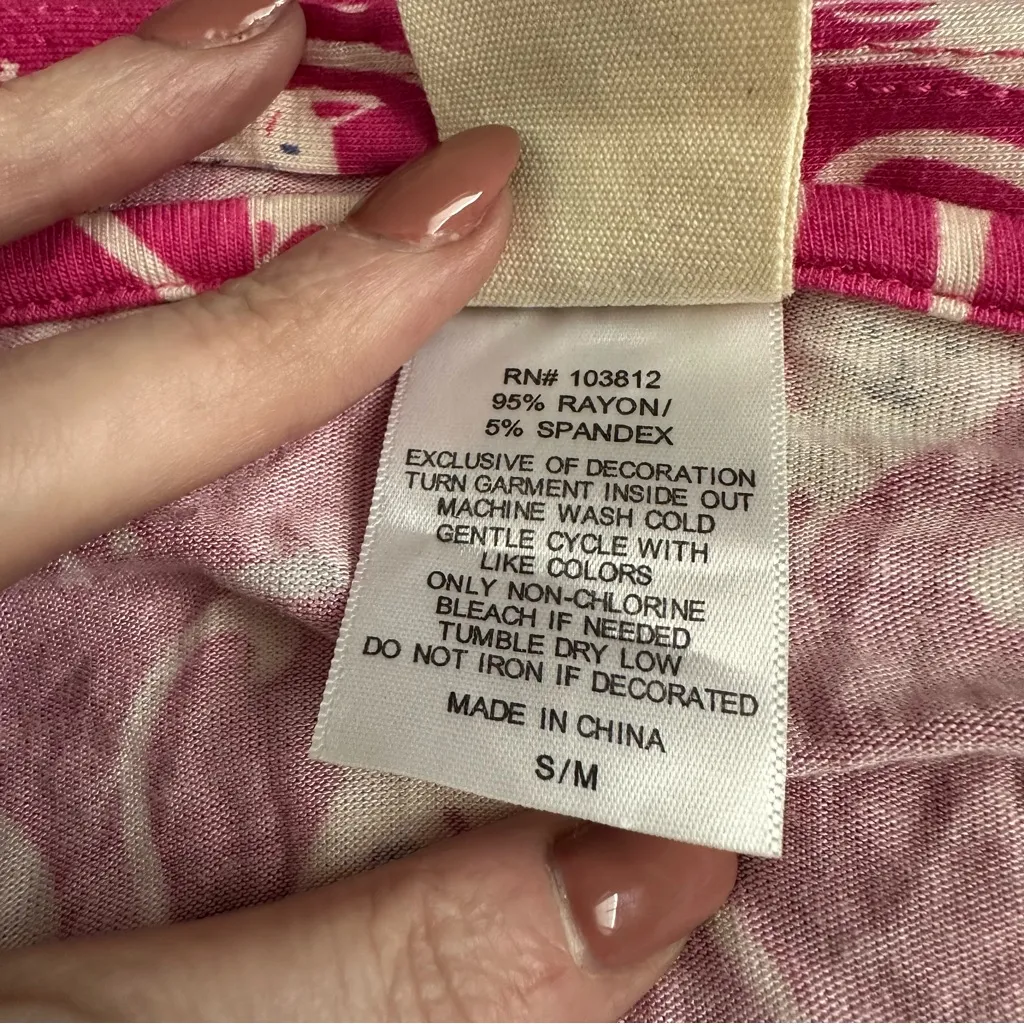 RN# 103812
95% RAYON/
5% SPANDEX
EXCLUSIVE OF DECORATION
TURN GARMENT INSIDE OUT
MACHINE WASH COLD
GENTLE CYCLE WITH
LIKE COLORS
ONLY NON-CHLORINE
BLEACH IF NEEDED
TUMBLE DRY LOW
DO NOT IRON IF DECORATED
MADE IN CHINA
S/M